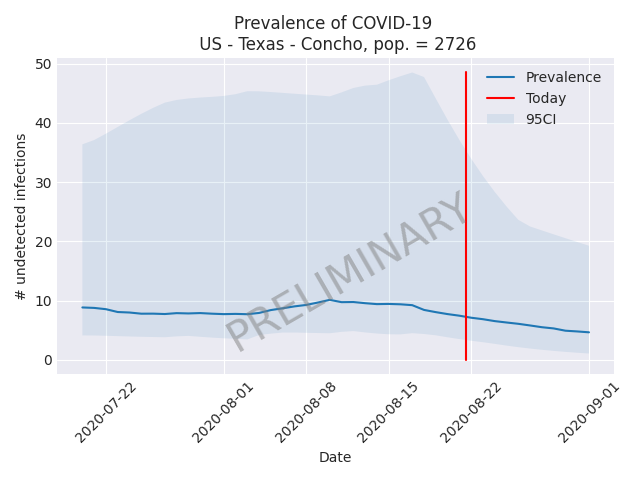 Prevalence of COVID-19
US - Texas - Concho, pop. = 2726
50
40
30
20
10
0
# undetected infections
Prevalence
Today
95CI
PRELIMINARY
2020-07-22
2020-08-01
2020-08-08
2020-08-15
2020-08-22
2020-09-01
Date